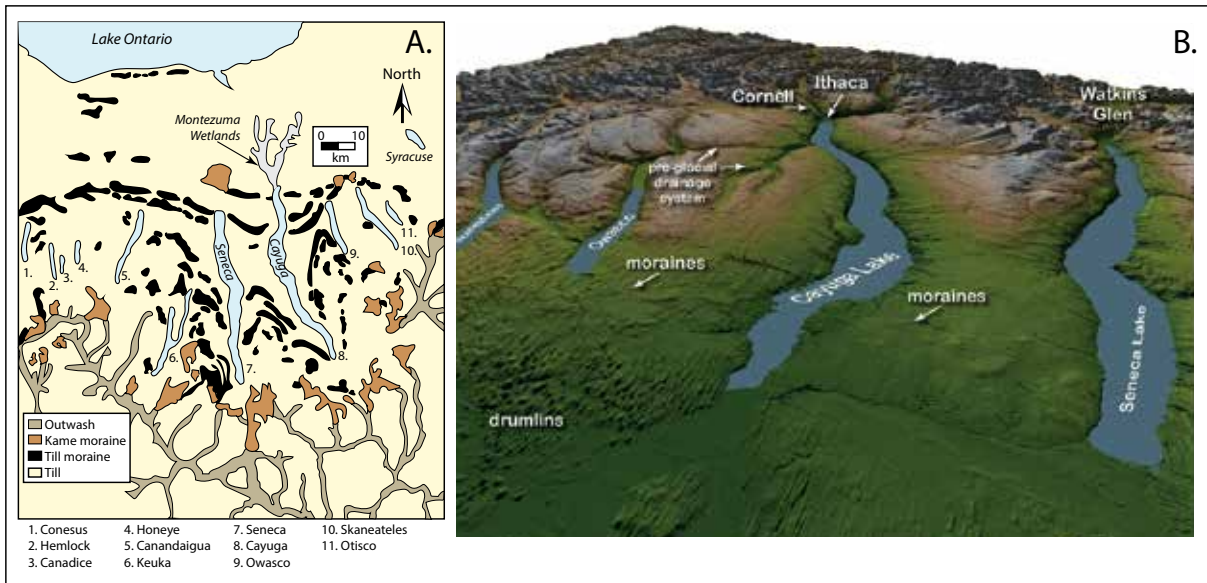 A.
Lake Ontario
North
Montezuma
Wetlands
0 10
km
Syracuse
Seneca
Cayuga
1.
2.
3.
4.
5.
6.
7.
8.
9.
10.
11.
Outwash
Kame moraine
Till moraine
Till
1. Conesus
2. Hemlock
3. Canadice
4. Honeye
5. Canandaigua
6. Keuka
7. Seneca
8. Cayuga
9. Owasco
10. Skaneateles
11. Otisco
B.
Ithaca
Cornell
Watkins
Glen
pre-glacial
drainage
system
Owasco
moraines
Cayuga Lake
moraines
Seneca Lake
drumlins